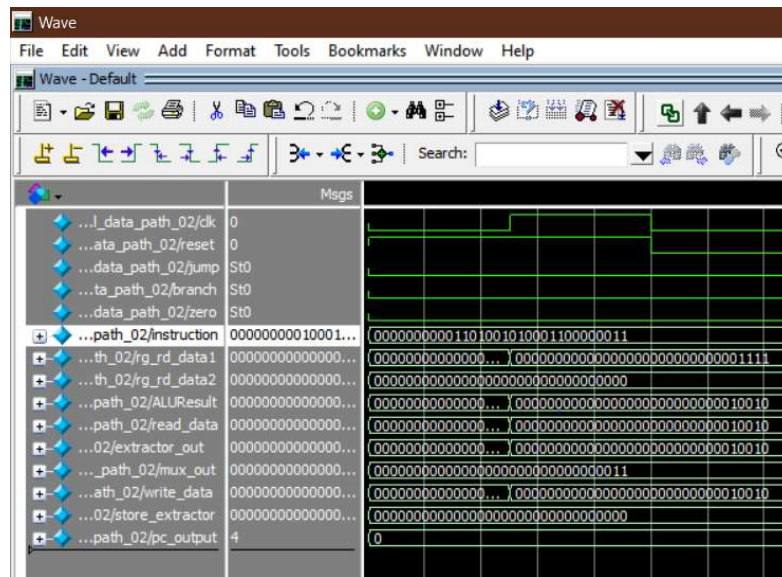 Wave
File Edit View Add Format Tools Bookmarks Window Help
Wave - Default
Search:
Msgs
...l_data_path_02/clk 0
...ata_path_02/reset 0
...data_path_02/jump St0
...ta_path_02/branch St0
...data_path_02/zero St0
...path_02/instruction 00000000010001... 00000000001101001010001100000011
...th_02/rg_rd_data1 00000000000000... 00000000000000... 00000000000000000000000000001111
...th_02/rg_rd_data2 00000000000000... 00000000000000000000000000000000
...path_02/ALUResult 00000000000000... 00000000000000... 00000000000000000000000000010010
...path_02/read_data 00000000000000... 00000000000000... 00000000000000000000000000010010
...02/extractor_out 00000000000000... 00000000000000... 00000000000000000000000000010010
..._path_02/mux_out 00000000000000... 00000000000000000000000000000011
...ath_02/write_data 00000000000000... 00000000000000... 00000000000000000000000000010010
...02/store_extractor 00000000000000... 00000000000000000000000000000000
...path_02/pc_output 4 0